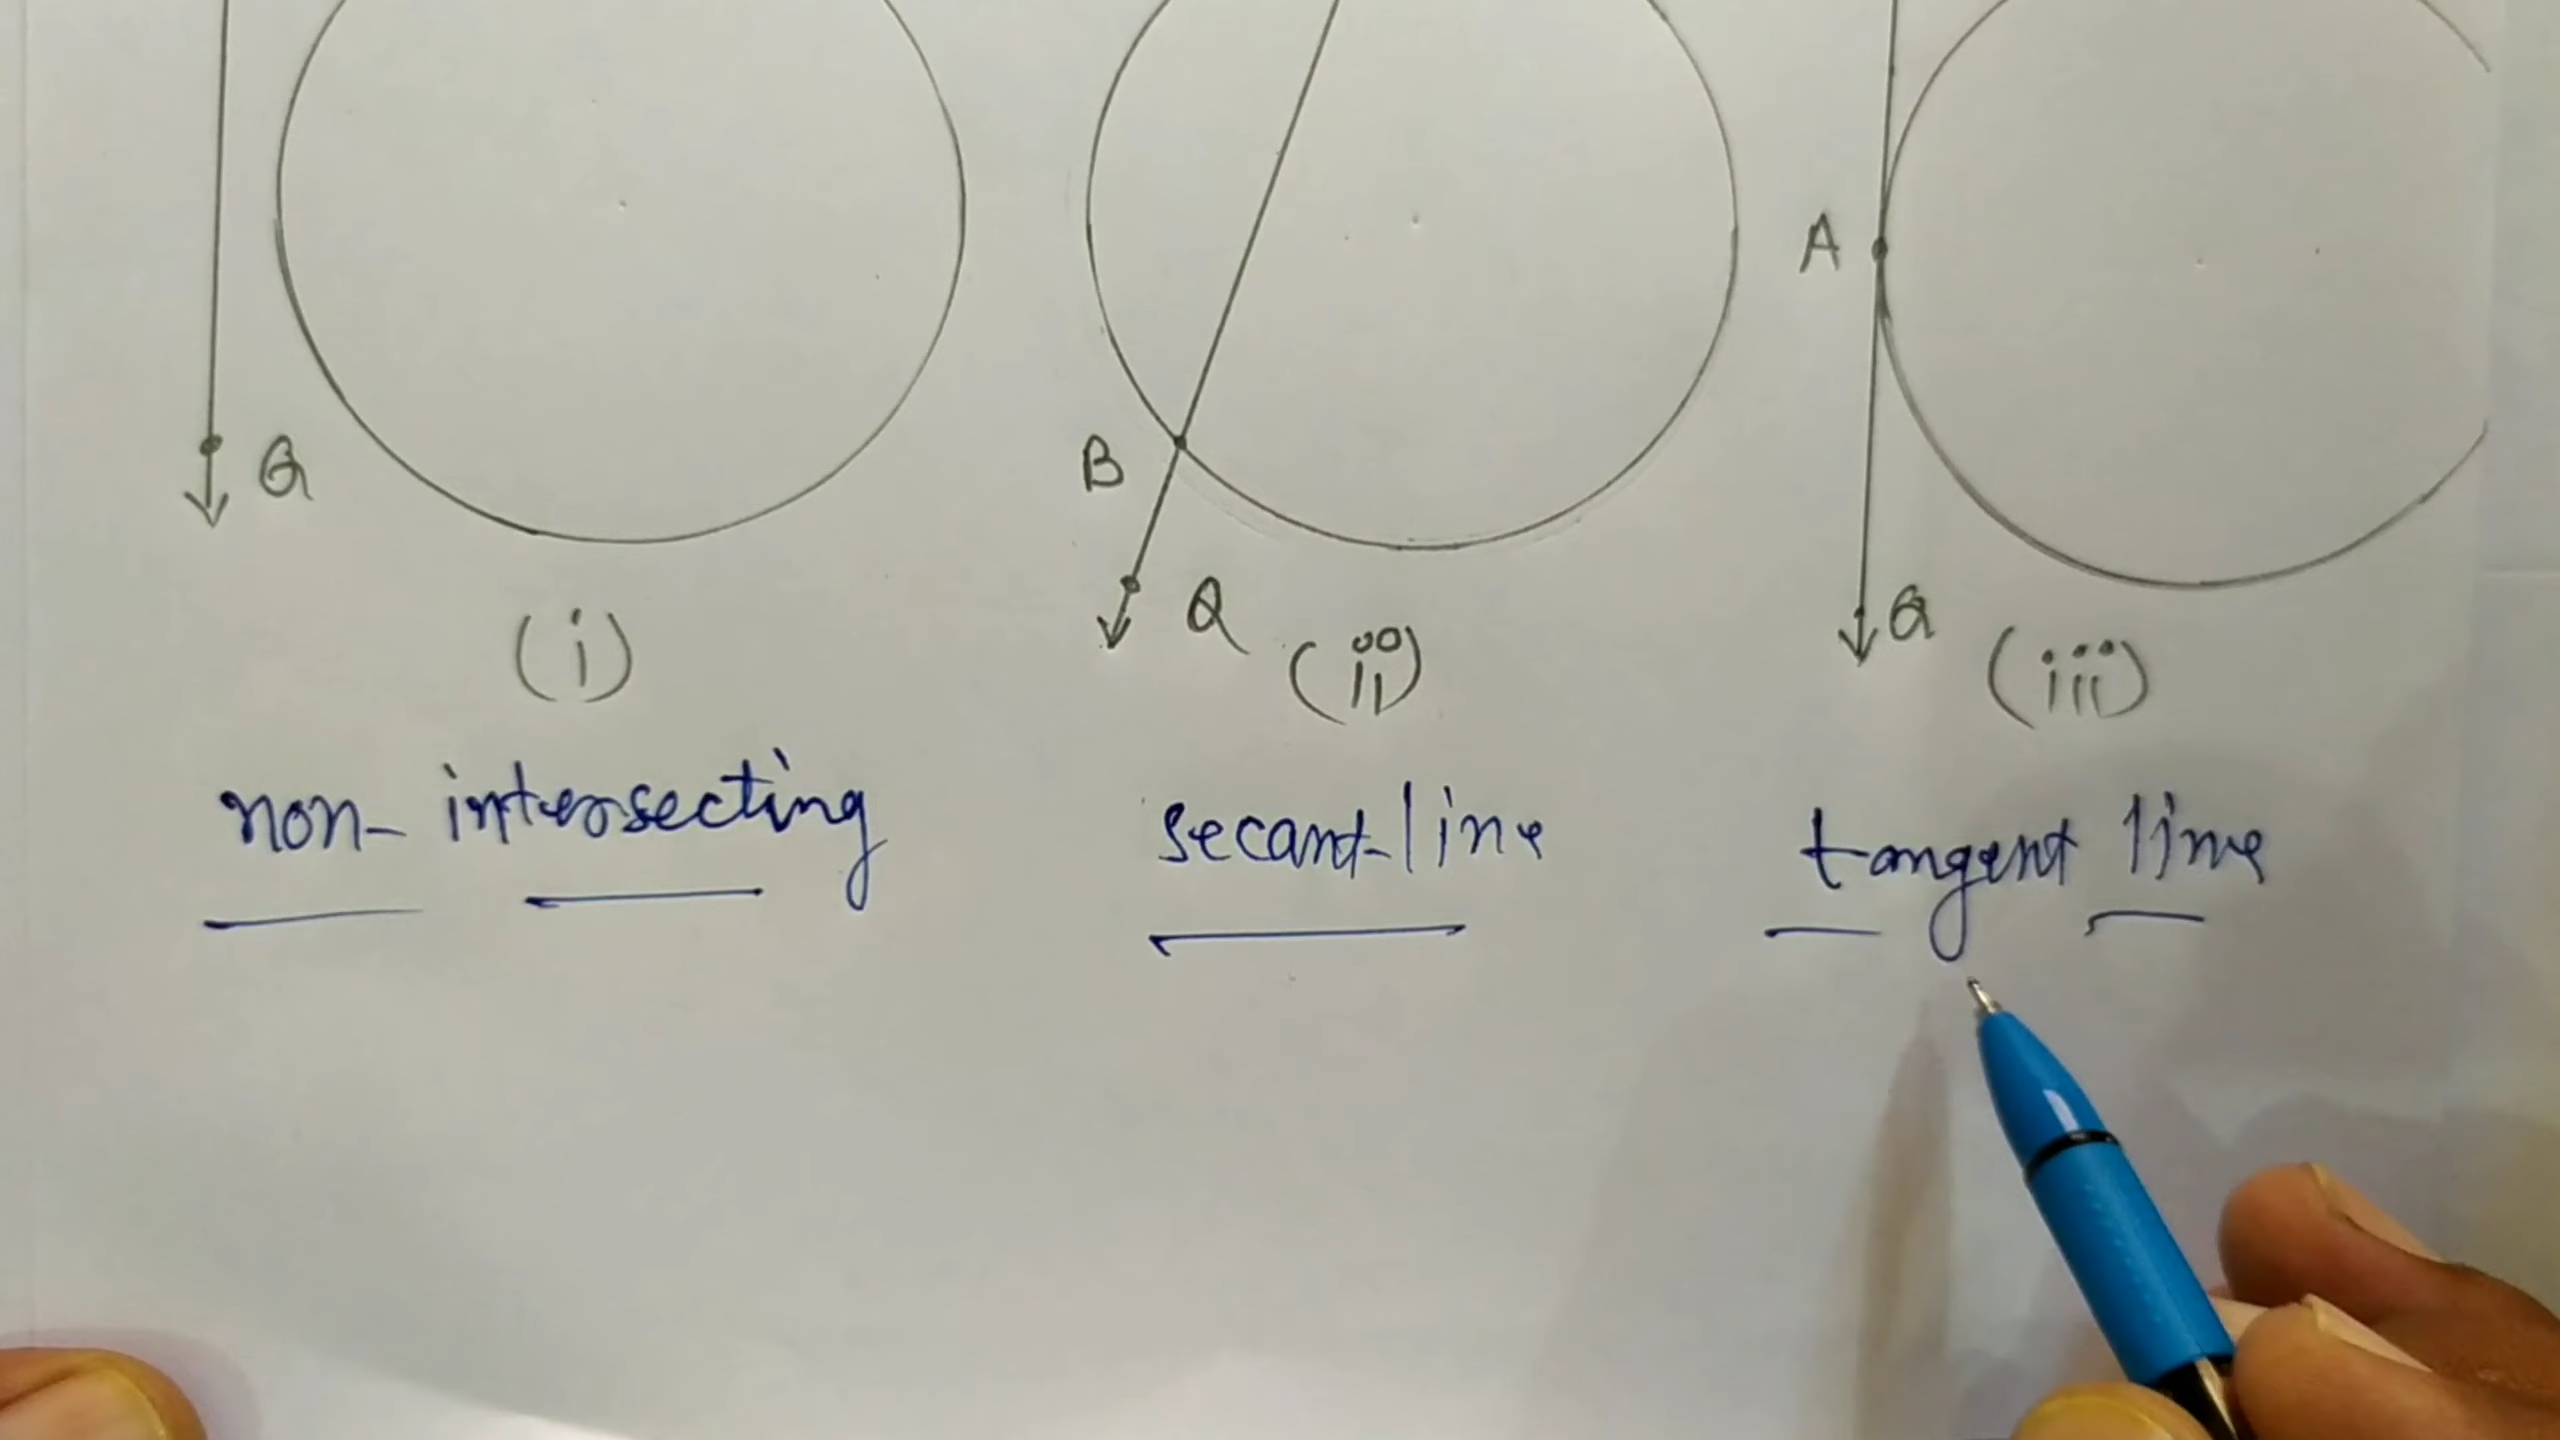 A
B
Q
Q
Q
(i)
(ii)
(iii)
non-intersecting
secant-line
tangent line